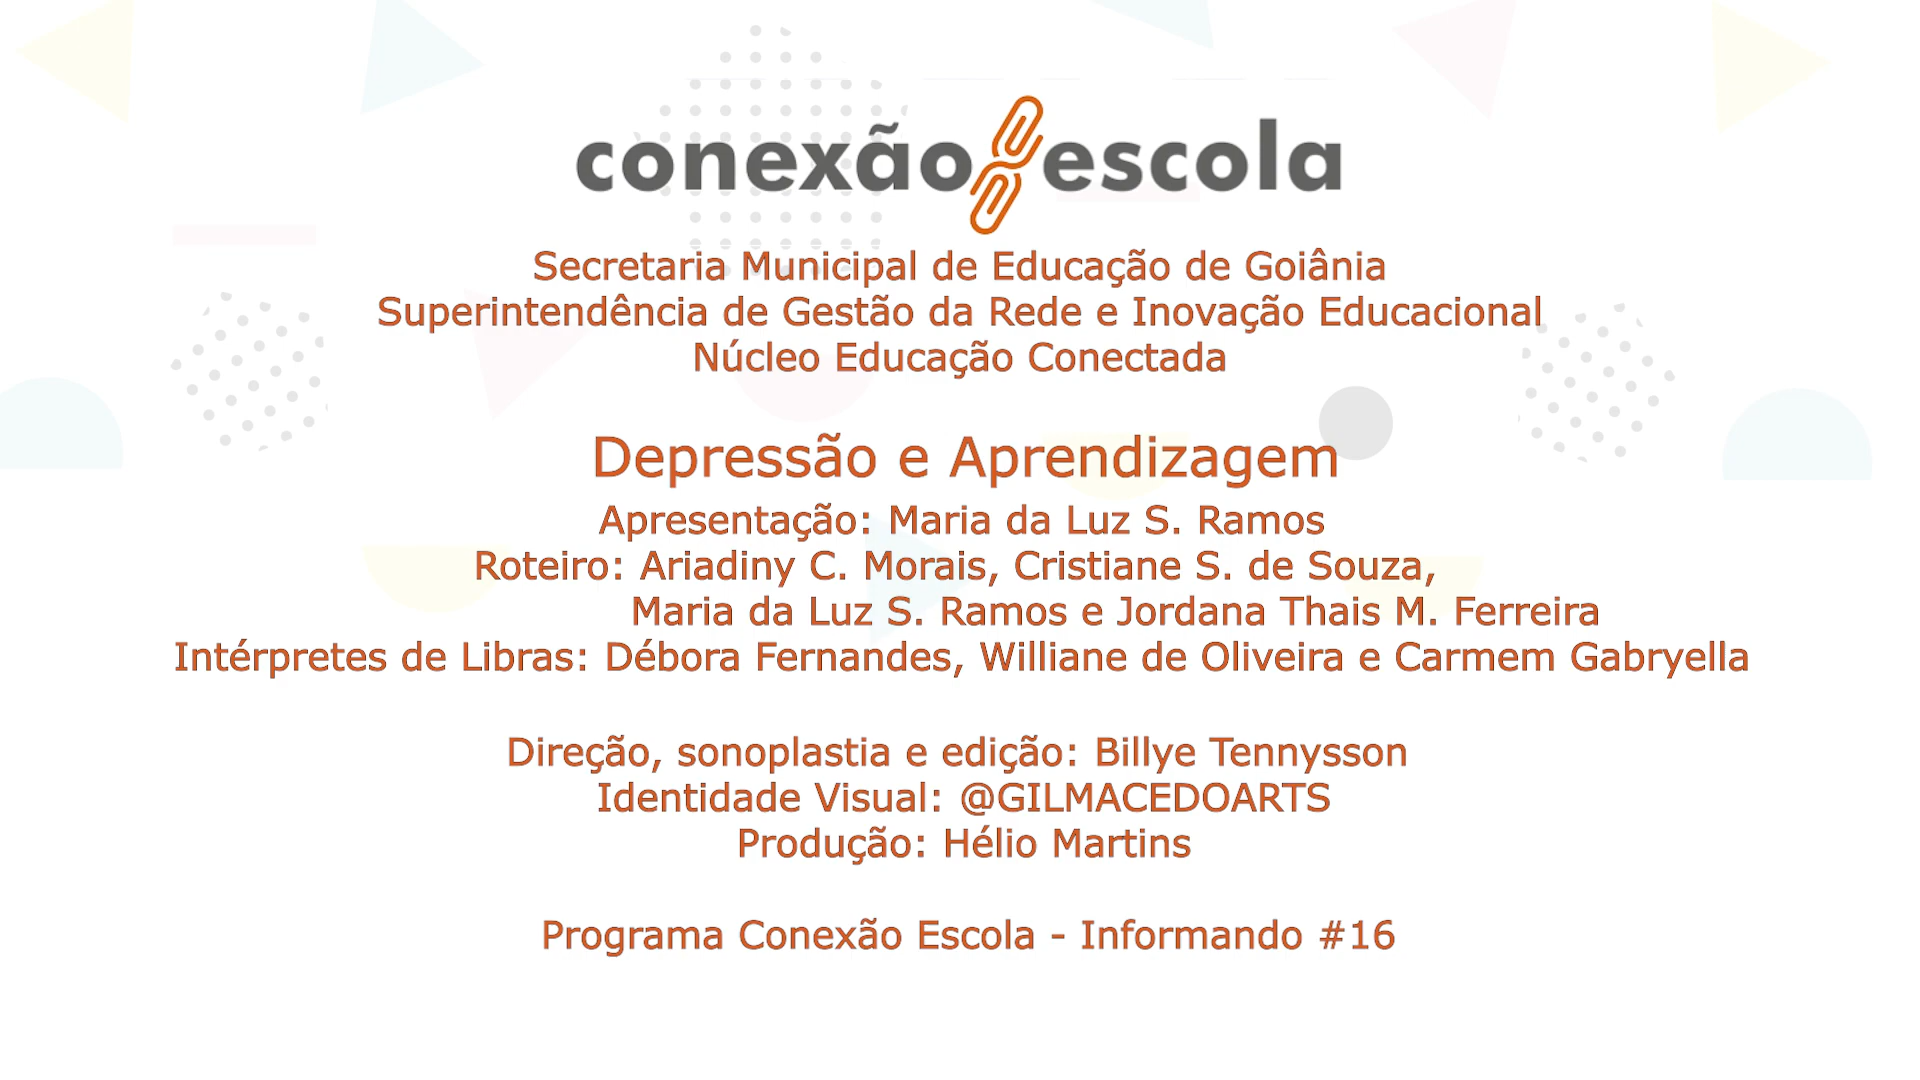 conexão escola
Secretaria Municipal de Educação de Goiânia
Superintendência de Gestão da Rede e Inovação Educacional
Núcleo Educação Conectada
Depressão e Aprendizagem
Apresentação: Maria da Luz S. Ramos
Roteiro: Ariadiny C. Morais, Cristiane S. de Souza,
Maria da Luz S. Ramos e Jordana Thais M. Ferreira
Intérpretes de Libras: Débora Fernandes, Williane de Oliveira e Carmem Gabryella
Direção, sonoplastia e edição: Billye Tennysson
Identidade Visual: @GILMACEDOARTS
Produção: Hélio Martins
Programa Conexão Escola - Informando #16